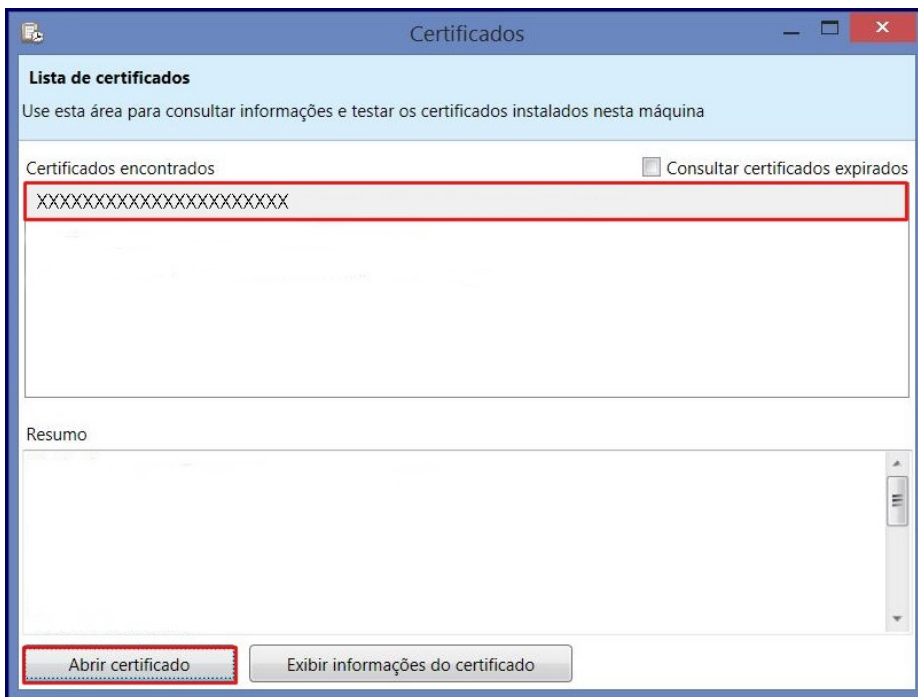 Certificados
Lista de certificados
Use esta área para consultar informações e testar os certificados instalados nesta máquina
Certificados encontrados
Consultar certificados expirados
XXXXXXXXXXXXXXXXXXXXXX
Resumo
Abrir certificado
Exibir informações do certificado